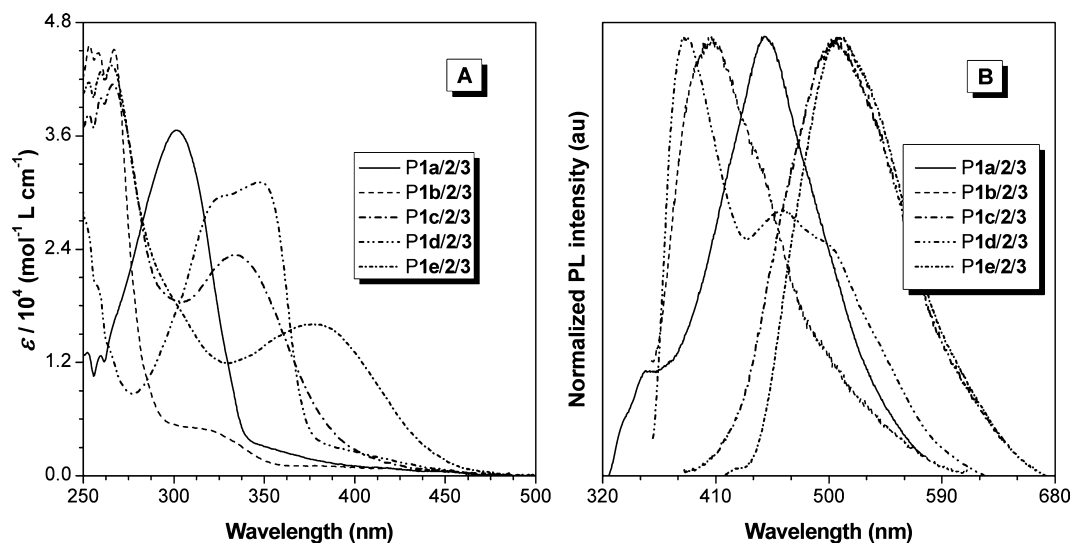 4.8
3.6
2.4
1.2
0.0
ε / 10⁴ (mol⁻¹ L cm⁻¹)
A
P1a/2/3
P1b/2/3
P1c/2/3
P1d/2/3
P1e/2/3
250 300 350 400 450 500
Wavelength (nm)
Normalized PL intensity (au)
B
P1a/2/3
P1b/2/3
P1c/2/3
P1d/2/3
P1e/2/3
320 410 500 590 680
Wavelength (nm)